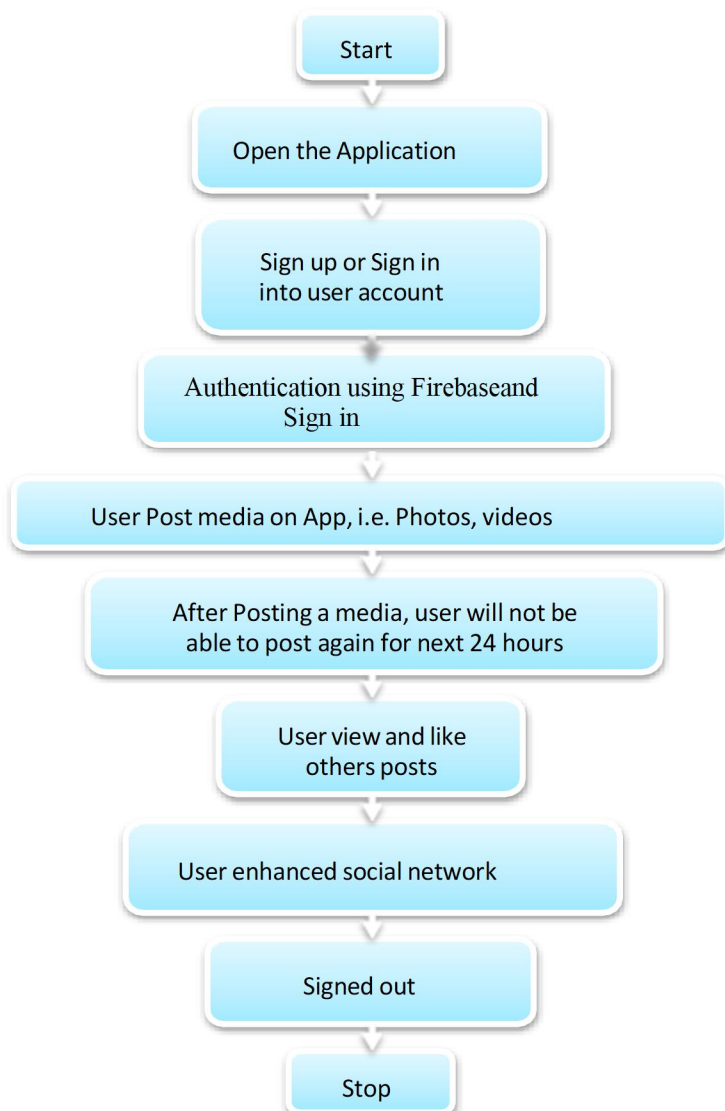 Start
Open the Application
Sign up or Sign in
into user account
Authentication using Firebaseand
Sign in
User Post media on App, i.e. Photos, videos
After Posting a media, user will not be
able to post again for next 24 hours
User view and like
others posts
User enhanced social network
Signed out
Stop